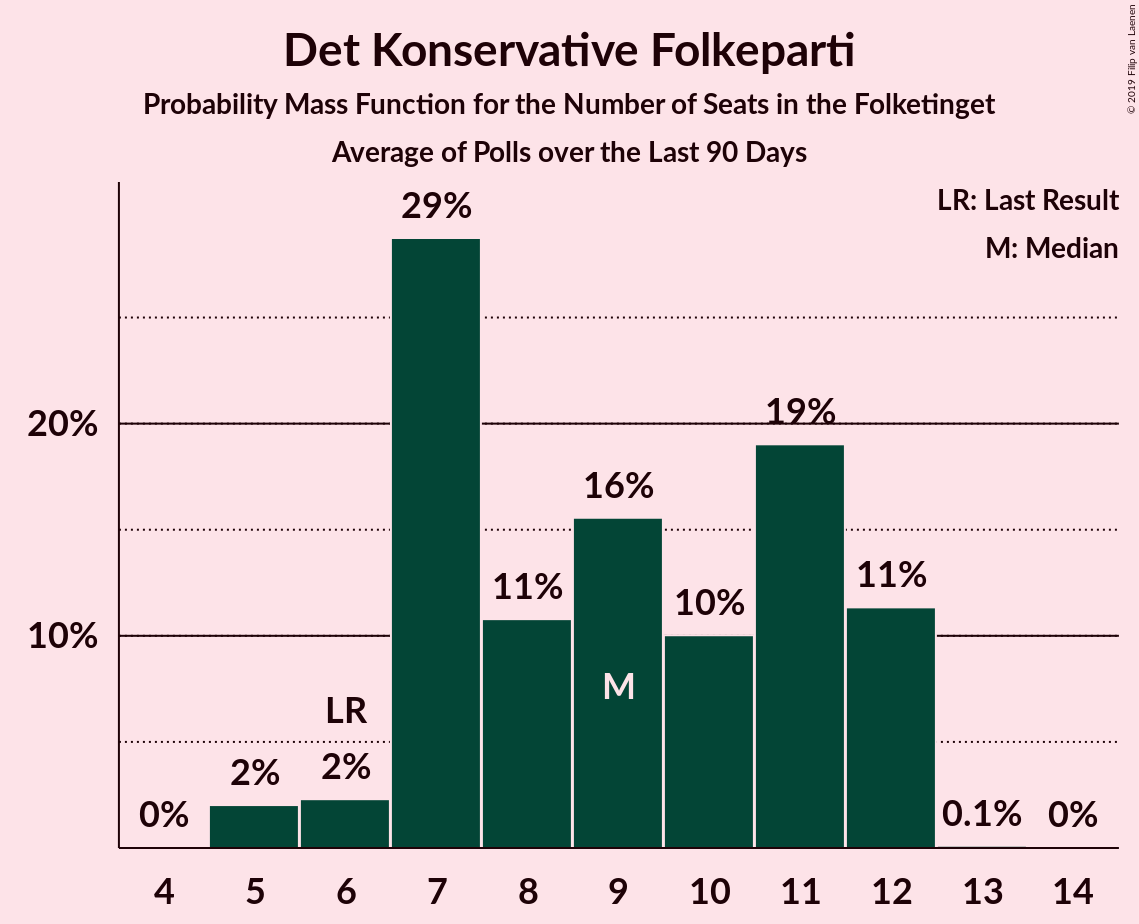 Det Konservative Folkeparti
Probability Mass Function for the Number of Seats in the Folketinget
Average of Polls over the Last 90 Days
© 2019 Filip van Laenen
LR: Last Result
M: Median
29%
20%
19%
16%
11%
11%
10%
10%
M
LR
2%
2%
0%
0.1%
0%
4 5 6 7 8 9 10 11 12 13 14